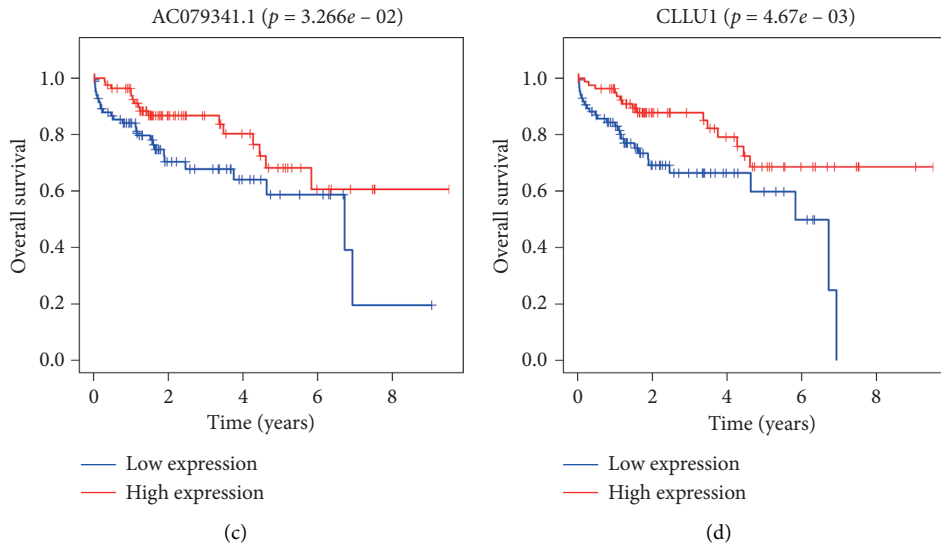 AC079341.1 (p = 3.266e – 02)
1.0
0.8
0.6
0.4
0.2
0.0
Overall survival
0 2 4 6 8
Time (years)
Low expression
High expression
(c)
CLLU1 (p = 4.67e – 03)
1.0
0.8
0.6
0.4
0.2
0.0
Overall survival
0 2 4 6 8
Time (years)
Low expression
High expression
(d)